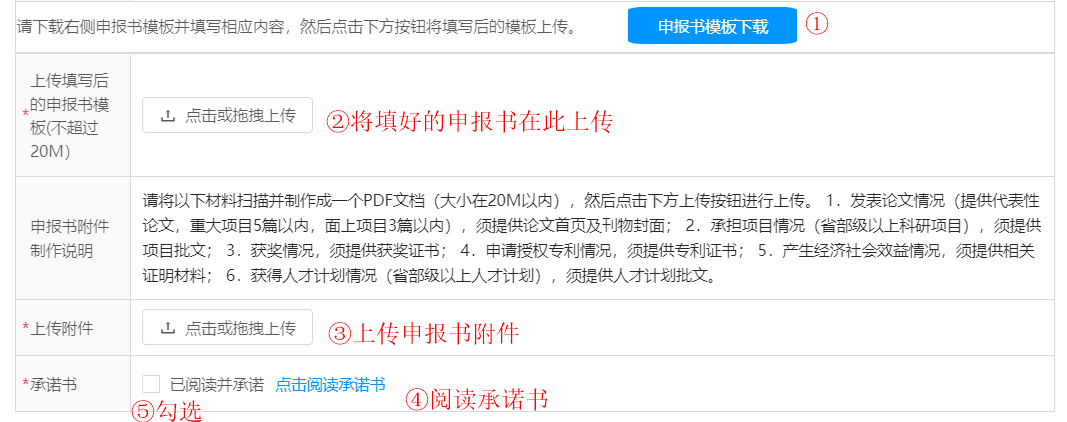 请下载右侧申报书模板并填写相应内容，然后点击下方按钮将填写后的模板上传。 申报书模板下载 ①
*上传填写后的申报书模板(不超过20M)
点击或拖拽上传 ②将填好的申报书在此上传
申报书附件制作说明
请将以下材料扫描并制作成一个PDF文档（大小在20M以内），然后点击下方上传按钮进行上传。 1．发表论文情况（提供代表性
论文，重大项目5篇以内，面上项目3篇以内），须提供论文首页及刊物封面； 2．承担项目情况（省部级以上科研项目），须提供
项目批文； 3．获奖情况，须提供获奖证书； 4．申请授权专利情况，须提供专利证书； 5．产生经济社会效益情况，须提供相关
证明材料； 6．获得人才计划情况（省部级以上人才计划），须提供人才计划批文。
*上传附件 点击或拖拽上传 ③上传申报书附件
*承诺书 已阅读并承诺 点击阅读承诺书 ④阅读承诺书
⑤勾选